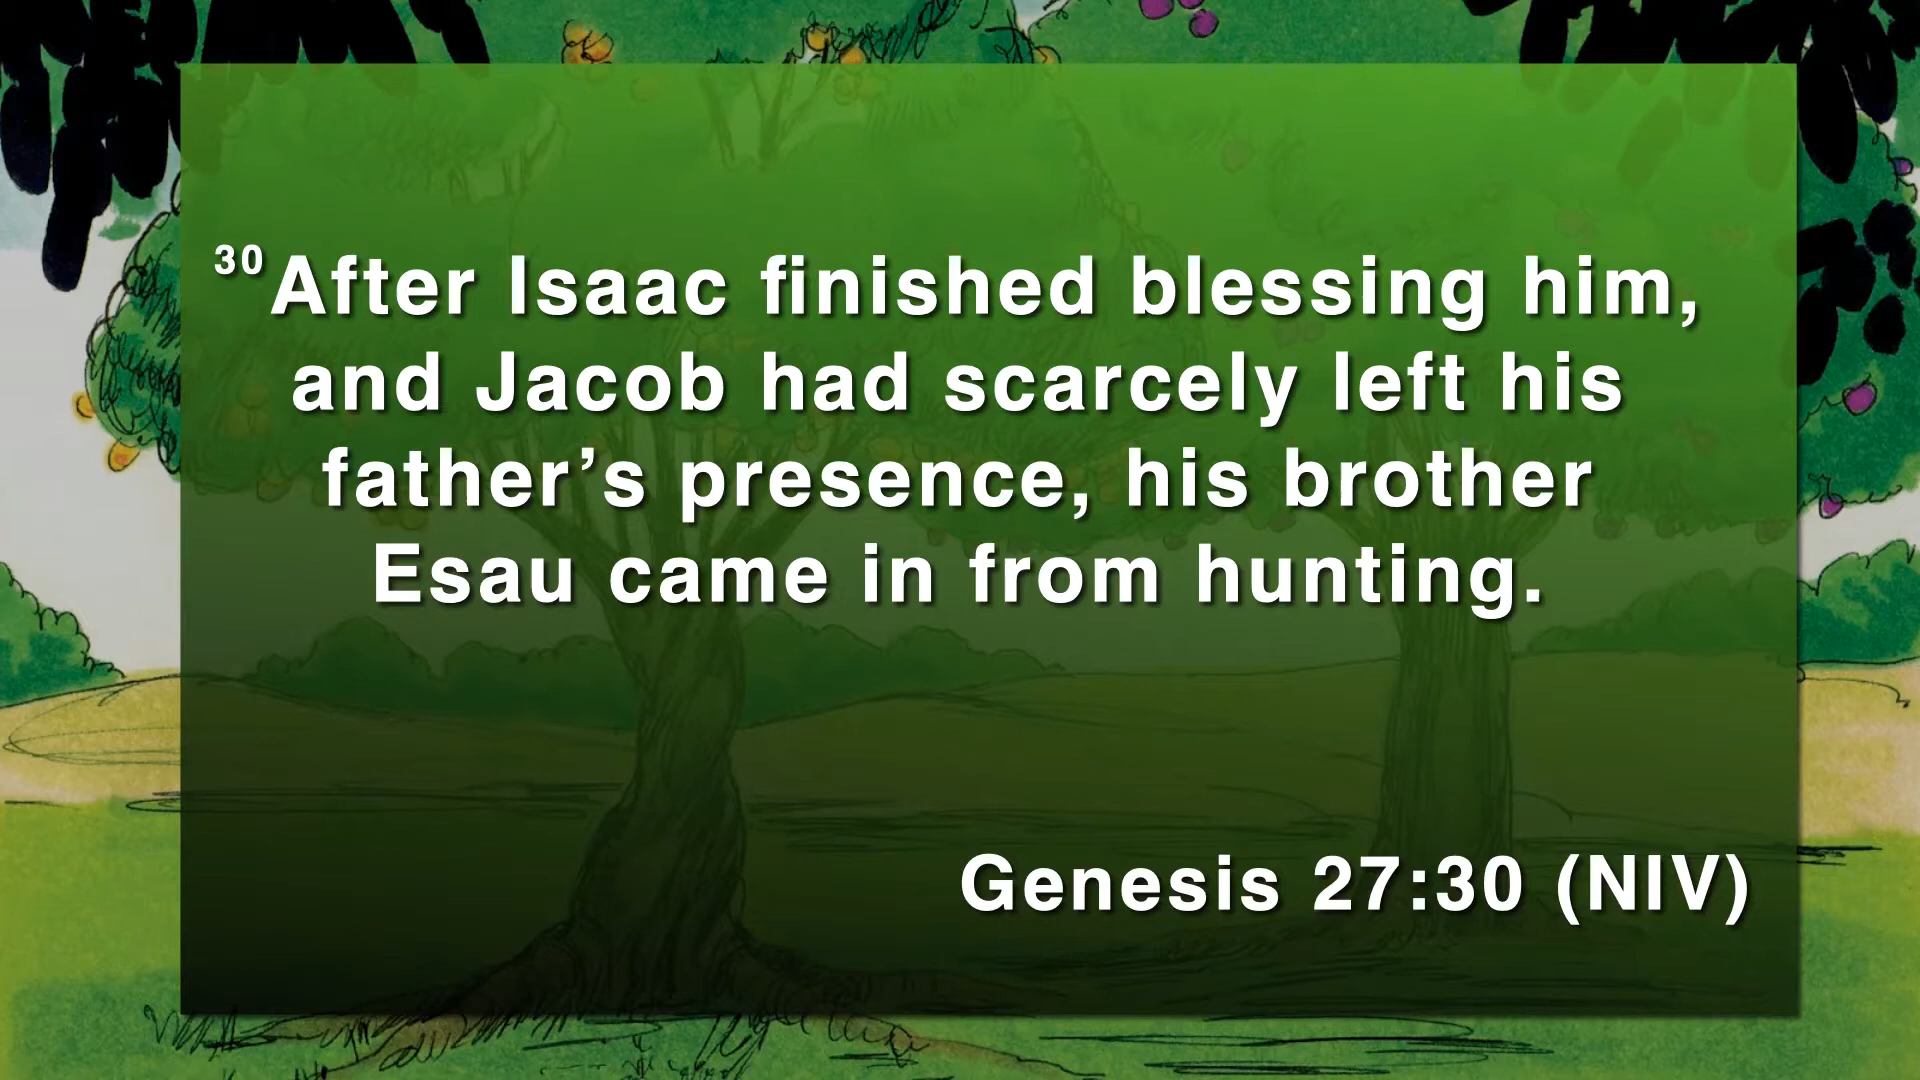 30After Isaac finished blessing him,
and Jacob had scarcely left his
father’s presence, his brother
Esau came in from hunting.
Genesis 27:30 (NIV)